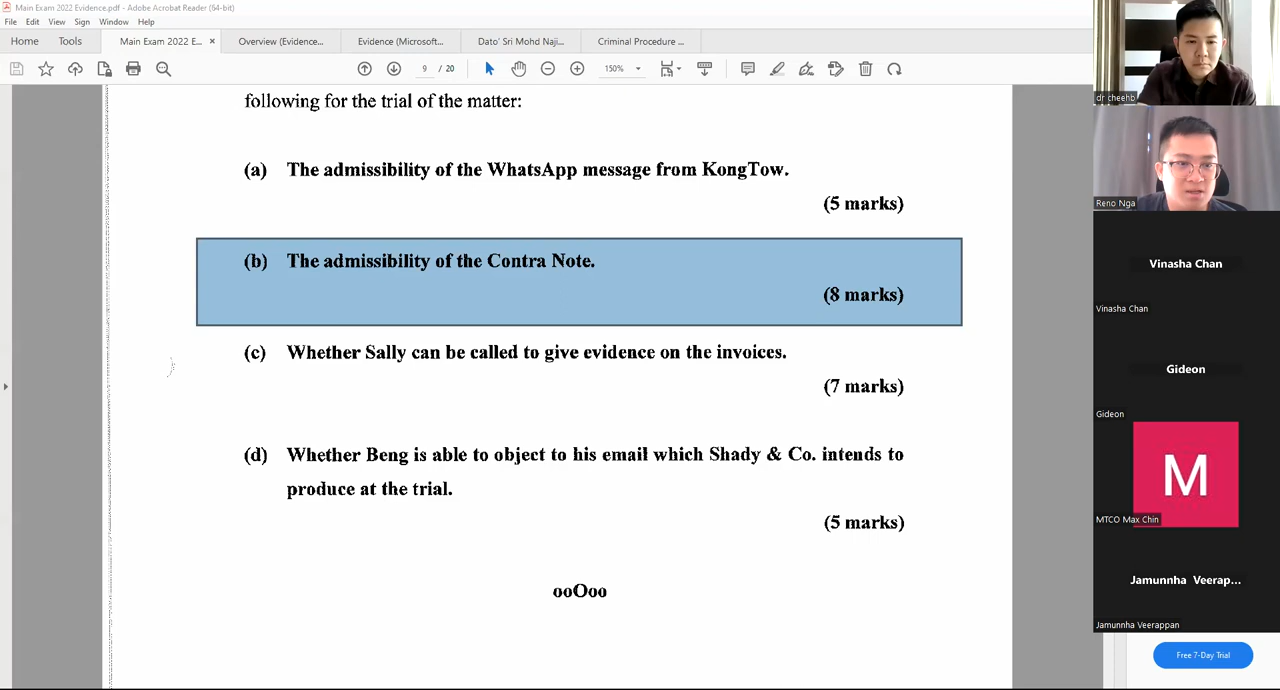 Main Exam 2022 Evidence.pdf - Adobe Acrobat Reader (64-bit)
File Edit View Sign Window Help
Home Tools Main Exam 2022 E... × Overview (Evidence... Evidence (Microsoft... Dato' Sri Mohd Naji... Criminal Procedure ...
20 150%
following for the trial of the matter:
(a) The admissibility of the WhatsApp message from KongTow.
(5 marks)
(b) The admissibility of the Contra Note.
(8 marks)
(c) Whether Sally can be called to give evidence on the invoices.
(7 marks)
(d) Whether Beng is able to object to his email which Shady & Co. intends to
produce at the trial.
(5 marks)
ooOoo
dr cheehb
Reno Nga
Vinasha Chan
Vinasha Chan
Gideon
Gideon
M
MTCO Max Chin
Jamunnha Veerap...
Jamunnha Veerappan
Free 7-Day Trial